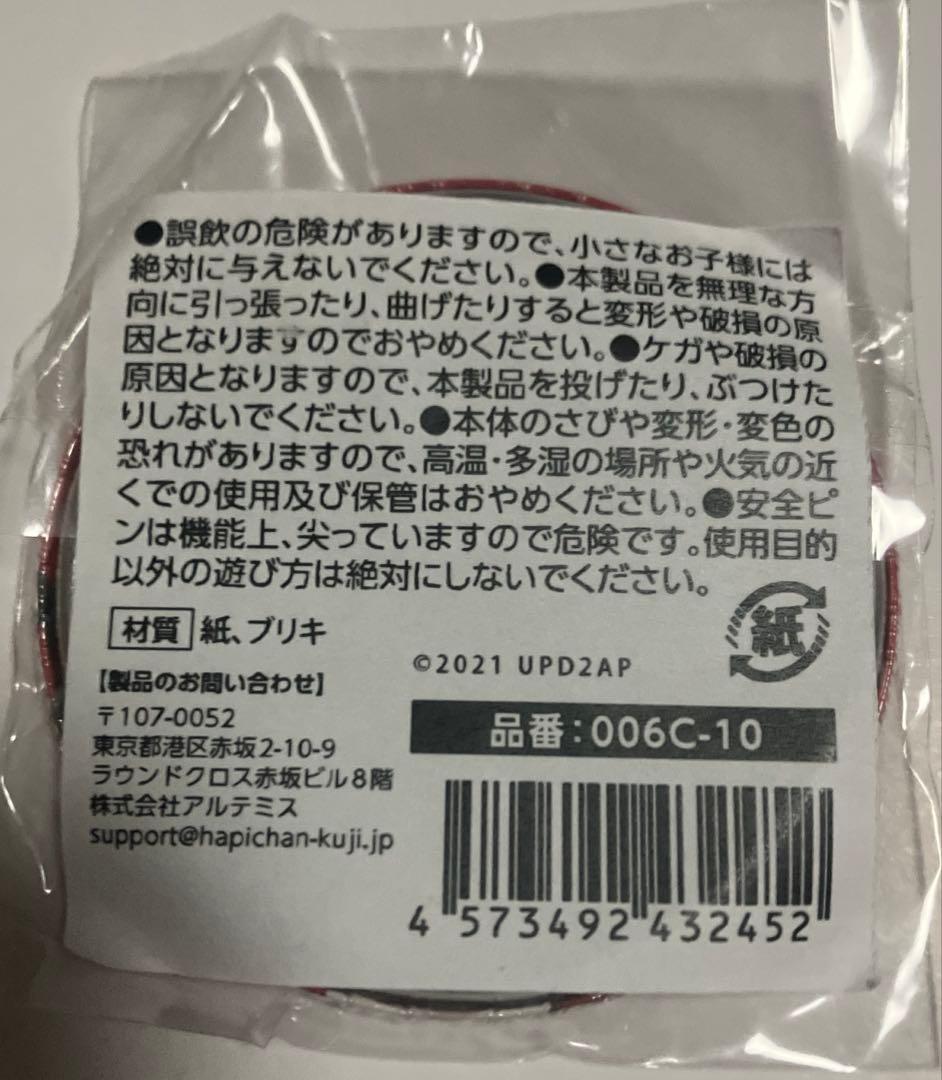 ●誤飲の危険がありますので、小さなお子様には
絶対に与えないでください。●本製品を無理な方
向に引っ張ったり、曲げたりすると変形や破損の原
因となりますのでおやめください。●ケガや破損の
原因となりますので、本製品を投げたり、ぶつけた
りしないでください。●本体のさびや変形・変色の
恐れがありますので、高温・多湿の場所や火気の近
くでの使用及び保管はおやめください。●安全ピ
ンは機能上、尖っていますので危険です。使用目的
以外の遊び方は絶対にしないでください。
材質 紙、ブリキ
紙
©2021 UPD2AP
【製品のお問い合わせ】
〒107-0052
東京都港区赤坂2-10-9
ラウンドクロス赤坂ビル8階
株式会社アルテミス
support@hapichan-kuji.jp
品番:006C-10
4 573492 432452